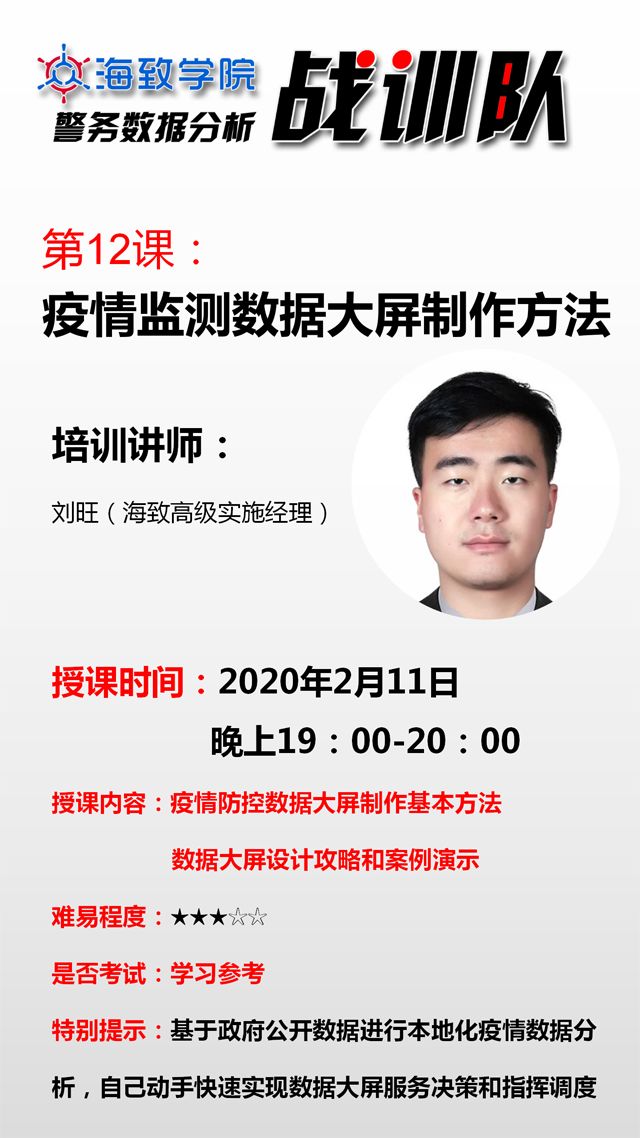 海致学院
警务数据分析
战训队
第12课：
疫情监测数据大屏制作方法
培训讲师：
刘旺（海致高级实施经理）
授课时间：2020年2月11日
晚上19：00-20：00
授课内容：疫情防控数据大屏制作基本方法
数据大屏设计攻略和案例演示
难易程度：★★★☆☆
是否考试：学习参考
特别提示：基于政府公开数据进行本地化疫情数据分
析，自己动手快速实现数据大屏服务决策和指挥调度